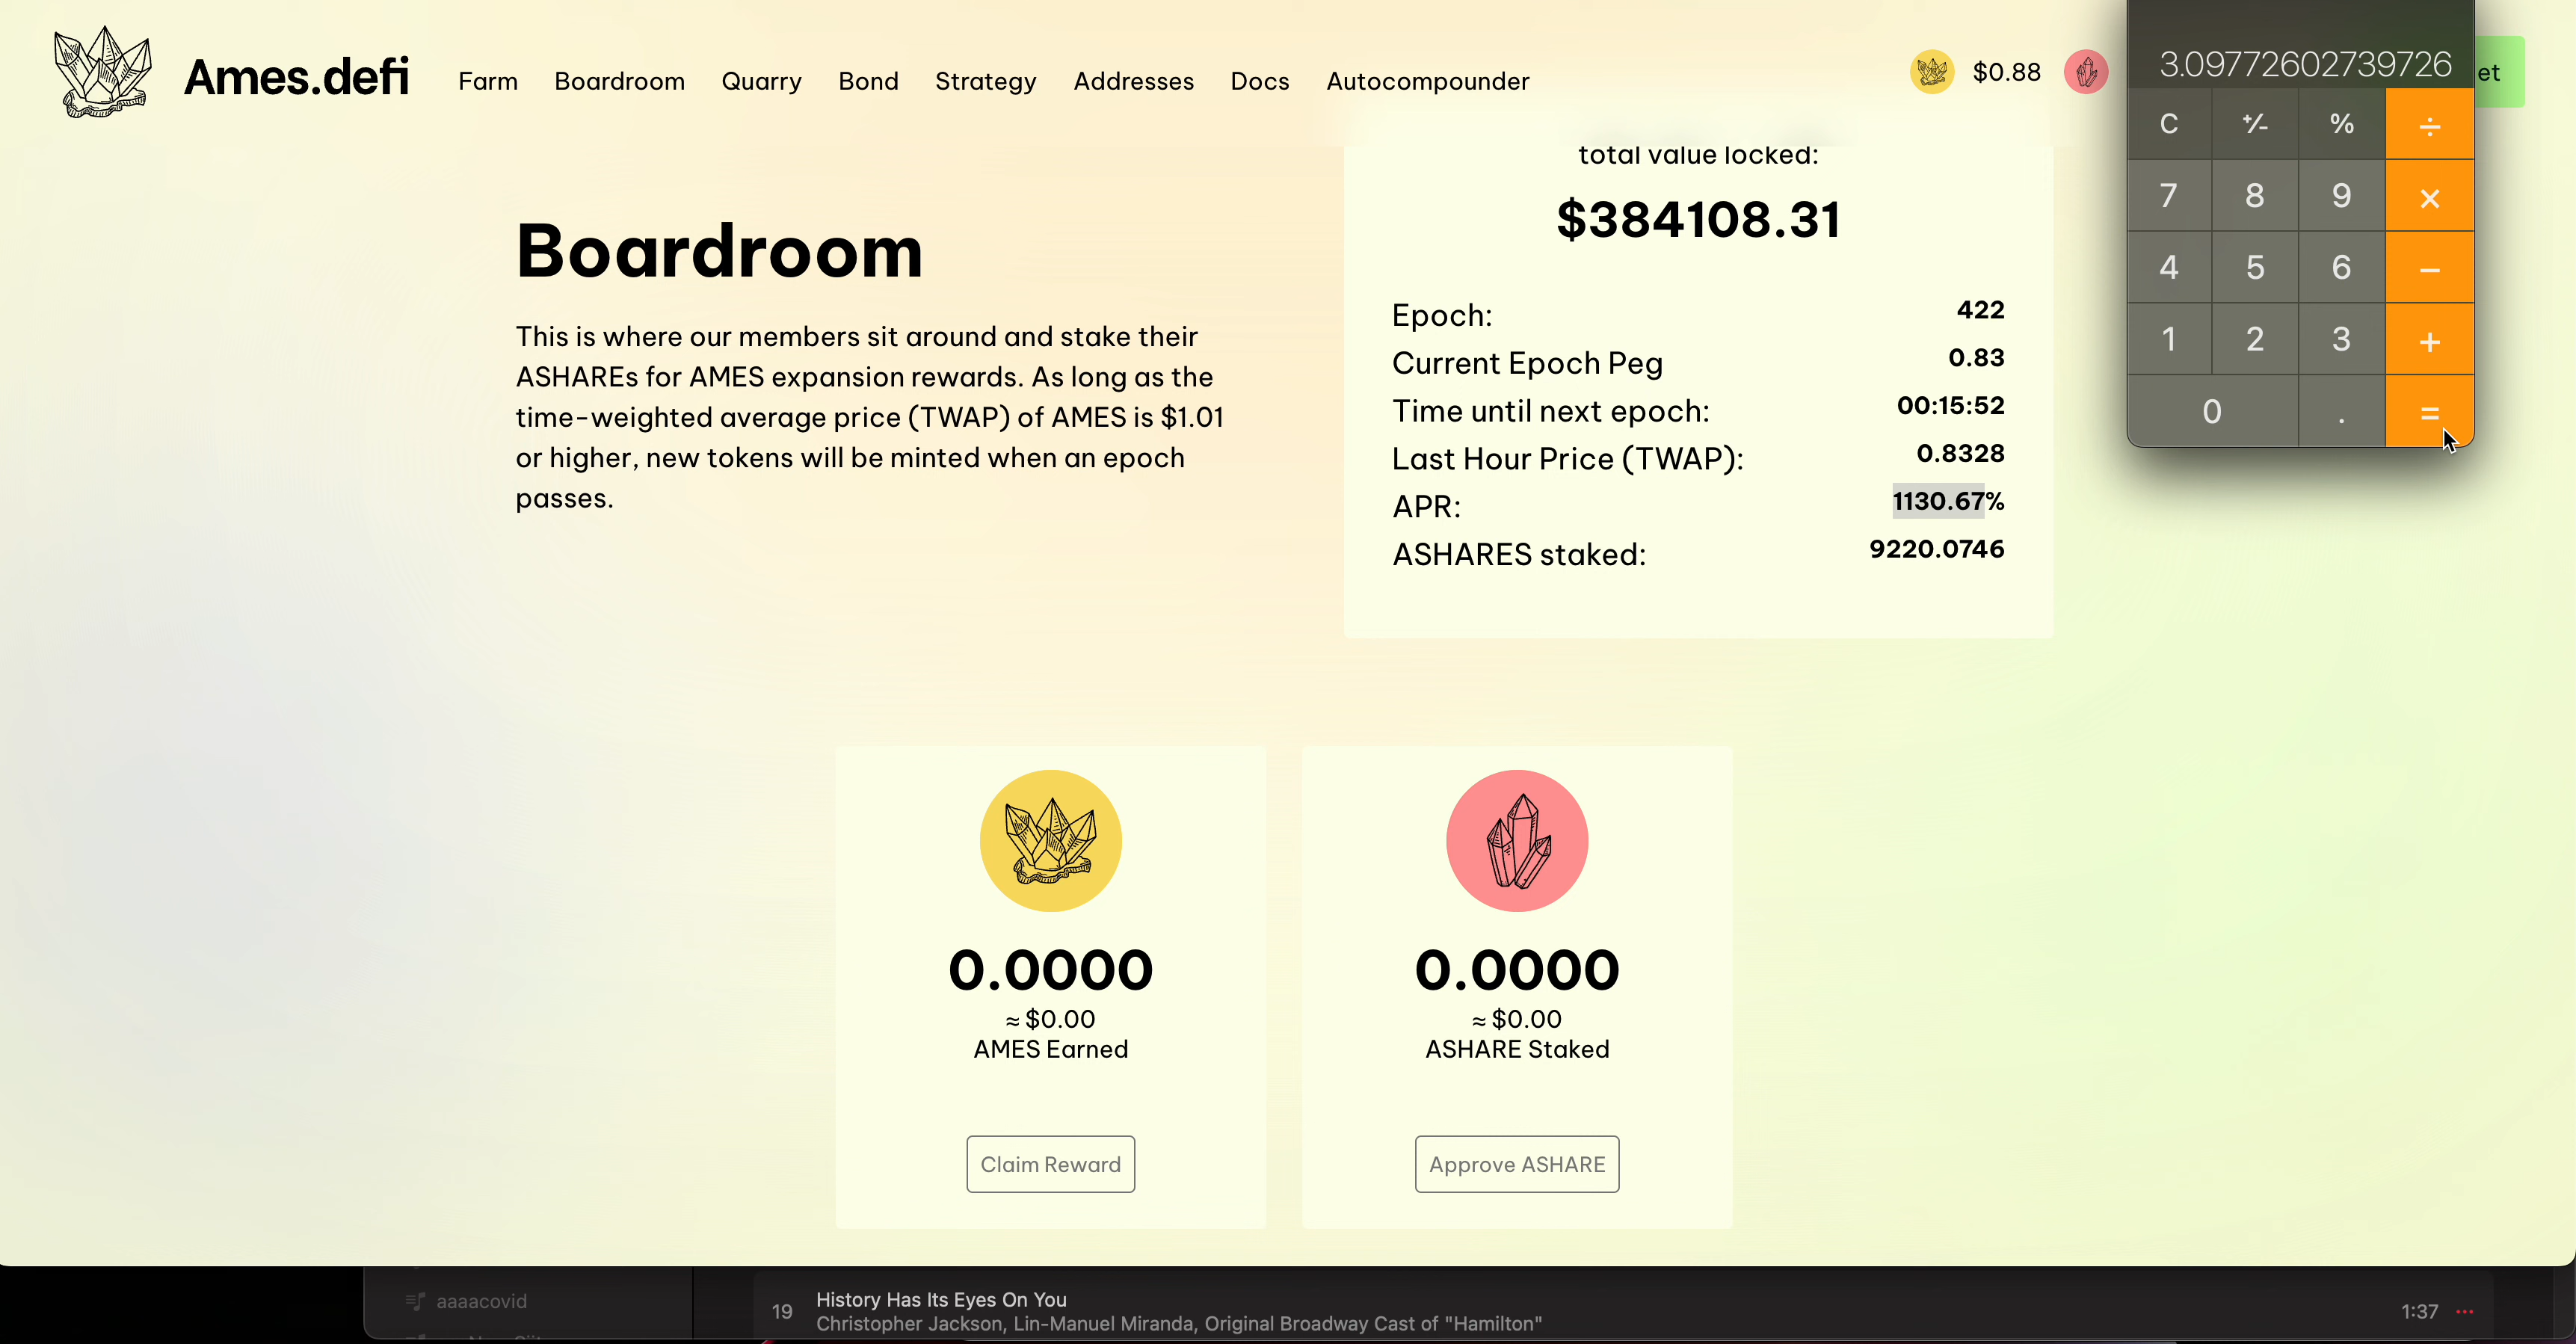 Ames.defi
Farm
Boardroom
Quarry
Bond
Strategy
Addresses
Docs
Autocompounder
$0.88
et
3.09772602739726
C
⁺∕₋
%
÷
7
8
9
×
4
5
6
−
1
2
3
+
0
.
=
Boardroom
This is where our members sit around and stake their
ASHAREs for AMES expansion rewards. As long as the
time-weighted average price (TWAP) of AMES is $1.01
or higher, new tokens will be minted when an epoch
passes.
total value locked:
$384108.31
Epoch: 422
Current Epoch Peg 0.83
Time until next epoch: 00:15:52
Last Hour Price (TWAP): 0.8328
APR: 1130.67%
ASHARES staked: 9220.0746
0.0000
≈ $0.00
AMES Earned
Claim Reward
0.0000
≈ $0.00
ASHARE Staked
Approve ASHARE
aaaacovid
19
History Has Its Eyes On You
Christopher Jackson, Lin-Manuel Miranda, Original Broadway Cast of "Hamilton"
1:37